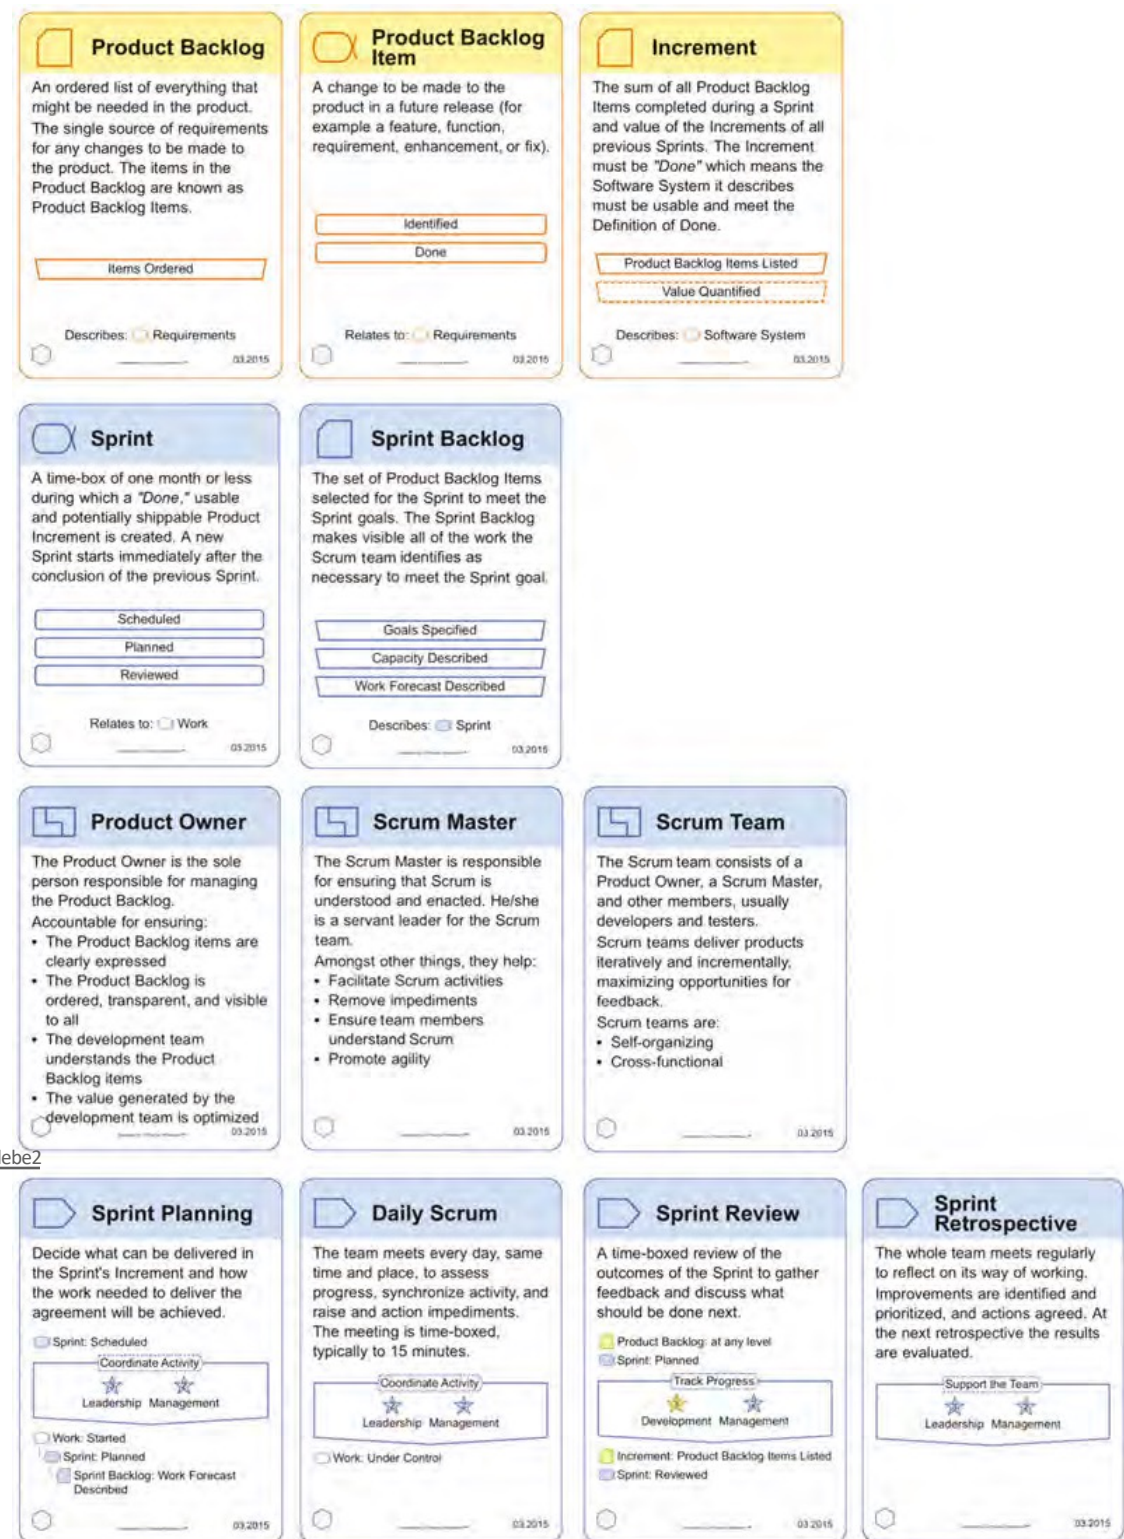 Product Backlog
An ordered list of everything that
might be needed in the product.
The single source of requirements
for any changes to be made to
the product. The items in the
Product Backlog are known as
Product Backlog Items.
Items Ordered
Describes: Requirements
03.2015
Product Backlog
Item
A change to be made to the
product in a future release (for
example a feature, function,
requirement, enhancement, or fix).
Identified
Done
Relates to: Requirements
03.2015
Increment
The sum of all Product Backlog
Items completed during a Sprint
and value of the Increments of all
previous Sprints. The Increment
must be "Done" which means the
Software System it describes
must be usable and meet the
Definition of Done.
Product Backlog Items Listed
Value Quantified
Describes: Software System
03.2015
Sprint
A time-box of one month or less
during which a "Done," usable
and potentially shippable Product
Increment is created. A new
Sprint starts immediately after the
conclusion of the previous Sprint.
Scheduled
Planned
Reviewed
Relates to: Work
03.2015
Sprint Backlog
The set of Product Backlog Items
selected for the Sprint to meet the
Sprint goals. The Sprint Backlog
makes visible all of the work the
Scrum team identifies as
necessary to meet the Sprint goal.
Goals Specified
Capacity Described
Work Forecast Described
Describes: Sprint
03.2015
Product Owner
The Product Owner is the sole
person responsible for managing
the Product Backlog.
Accountable for ensuring:
• The Product Backlog items are
clearly expressed
• The Product Backlog is
ordered, transparent, and visible
to all
• The development team
understands the Product
Backlog items
• The value generated by the
development team is optimized
03.2015
Scrum Master
The Scrum Master is responsible
for ensuring that Scrum is
understood and enacted. He/she
is a servant leader for the Scrum
team.
Amongst other things, they help:
• Facilitate Scrum activities
• Remove impediments
• Ensure team members
understand Scrum
• Promote agility
03.2015
Scrum Team
The Scrum team consists of a
Product Owner, a Scrum Master,
and other members, usually
developers and testers.
Scrum teams deliver products
iteratively and incrementally,
maximizing opportunities for
feedback.
Scrum teams are:
• Self-organizing
• Cross-functional
03.2015
lebe2
Sprint Planning
Decide what can be delivered in
the Sprint's Increment and how
the work needed to deliver the
agreement will be achieved.
Sprint: Scheduled
Coordinate Activity
Leadership Management
Work: Started
Sprint: Planned
Sprint Backlog: Work Forecast
Described
03.2015
Daily Scrum
The team meets every day, same
time and place, to assess
progress, synchronize activity, and
raise and action impediments.
The meeting is time-boxed,
typically to 15 minutes.
Coordinate Activity
Leadership Management
Work: Under Control
03.2015
Sprint Review
A time-boxed review of the
outcomes of the Sprint to gather
feedback and discuss what
should be done next.
Product Backlog: at any level
Sprint: Planned
Track Progress
Development Management
Increment: Product Backlog Items Listed
Sprint: Reviewed
03.2015
Sprint
Retrospective
The whole team meets regularly
to reflect on its way of working.
Improvements are identified and
prioritized, and actions agreed. At
the next retrospective the results
are evaluated.
Support the Team
Leadership Management
03.2015